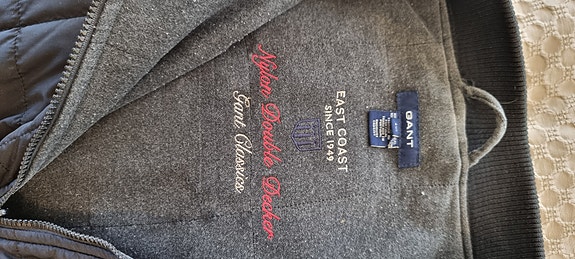 GANT
EAST COAST
SINCE 1949
Nylon Double Decker
Gant Classics